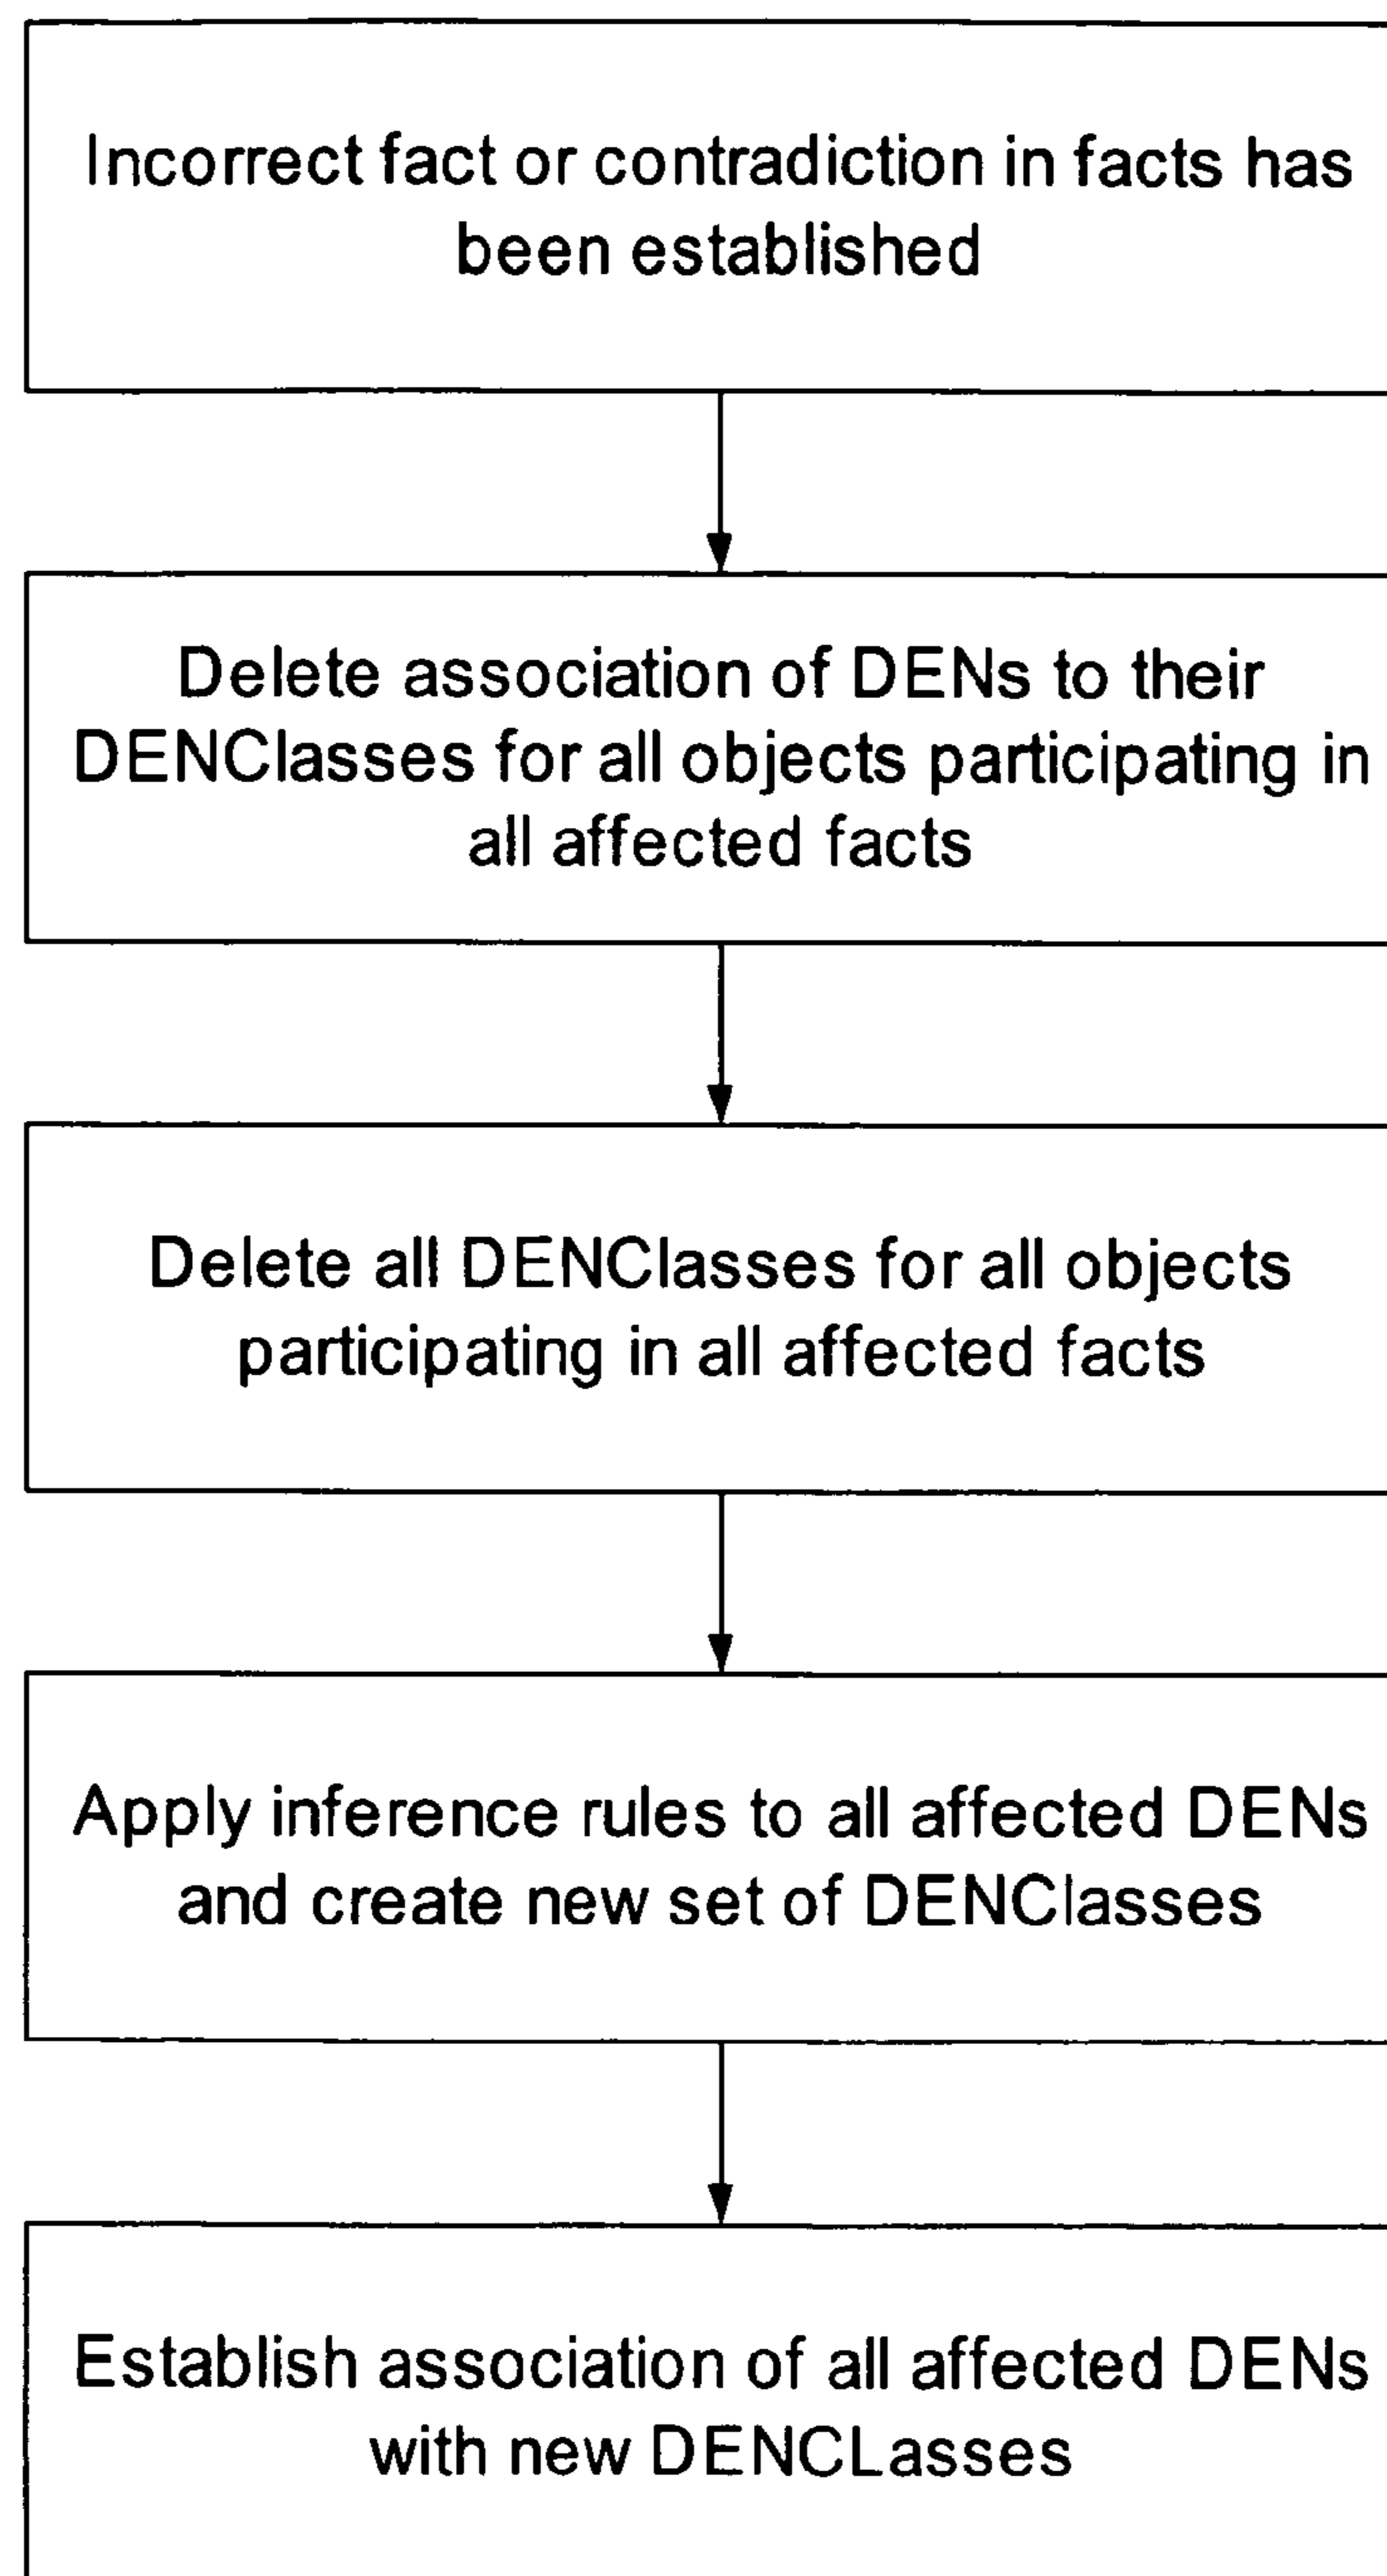 Incorrect fact or contradiction in facts has
been established
Delete association of DENs to their
DENClasses for all objects participating in
all affected facts
Delete all DENClasses for all objects
participating in all affected facts
Apply inference rules to all affected DENs
and create new set of DENClasses
Establish association of all affected DENs
with new DENCLasses